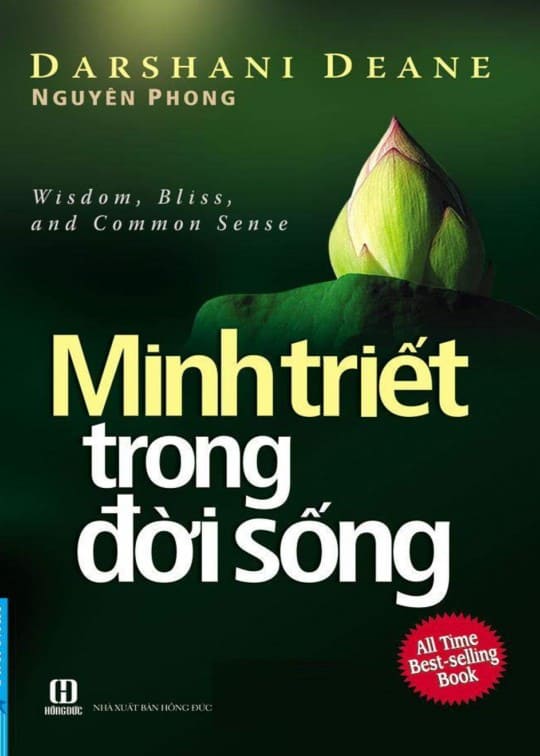 DARSHANI DEANE
NGUYÊN PHONG
Wisdom, Bliss,
and Common Sense
Minh triết
trong
đời sống
All Time
Best-selling
Book
H
HỒNG ĐỨC
NHÀ XUẤT BẢN HỒNG ĐỨC